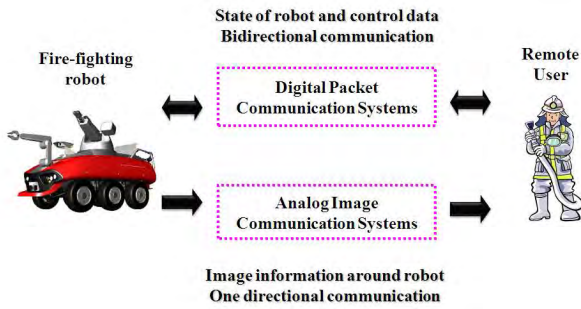 State of robot and control data
Bidirectional communication
Fire-fighting
robot
Remote
User
Digital Packet
Communication Systems
Analog Image
Communication Systems
Image information around robot
One directional communication